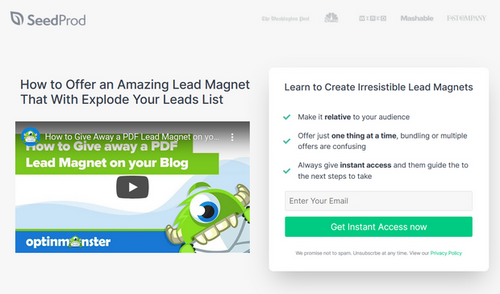 SeedProd
The Washington Post
Mashable
FAST COMPANY
How to Offer an Amazing Lead Magnet
That With Explode Your Leads List
How to Give Away a PDF Lead Magnet on yo...
How to Give away a PDF
Lead Magnet on your Blog
optinmonster
Learn to Create Irresistible Lead Magnets
Make it relative to your audience
Offer just one thing at a time, bundling or multiple
offers are confusing
Always give instant access and them guide the to
the next steps to take
Enter Your Email
Get Instant Access now
We promise not to spam. Unsubscribe at any time. View our Privacy Policy